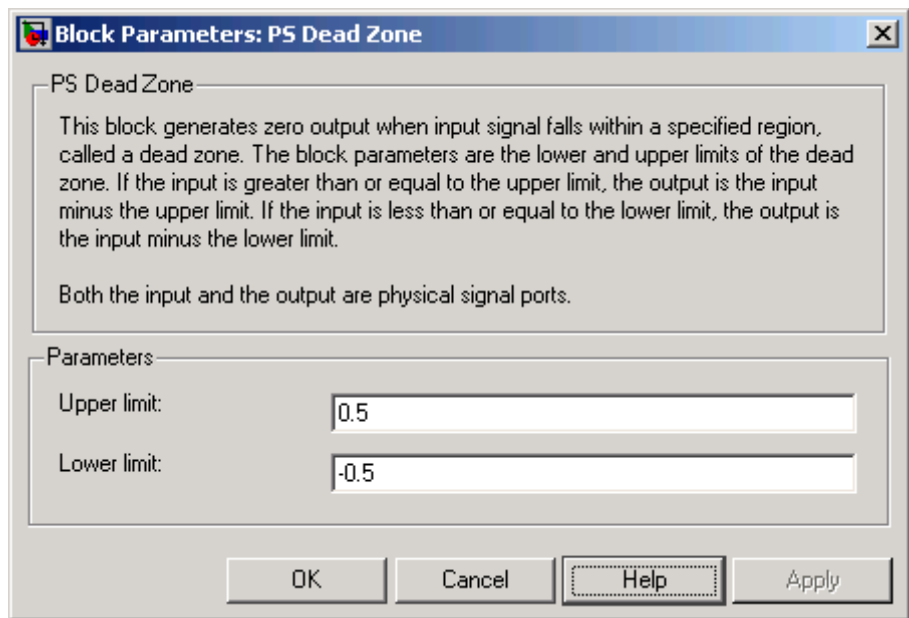 Block Parameters: PS Dead Zone
PS Dead Zone
This block generates zero output when input signal falls within a specified region,
called a dead zone. The block parameters are the lower and upper limits of the dead
zone. If the input is greater than or equal to the upper limit, the output is the input
minus the upper limit. If the input is less than or equal to the lower limit, the output is
the input minus the lower limit.
Both the input and the output are physical signal ports.
Parameters
Upper limit:
0.5
Lower limit:
-0.5
OK
Cancel
Help
Apply